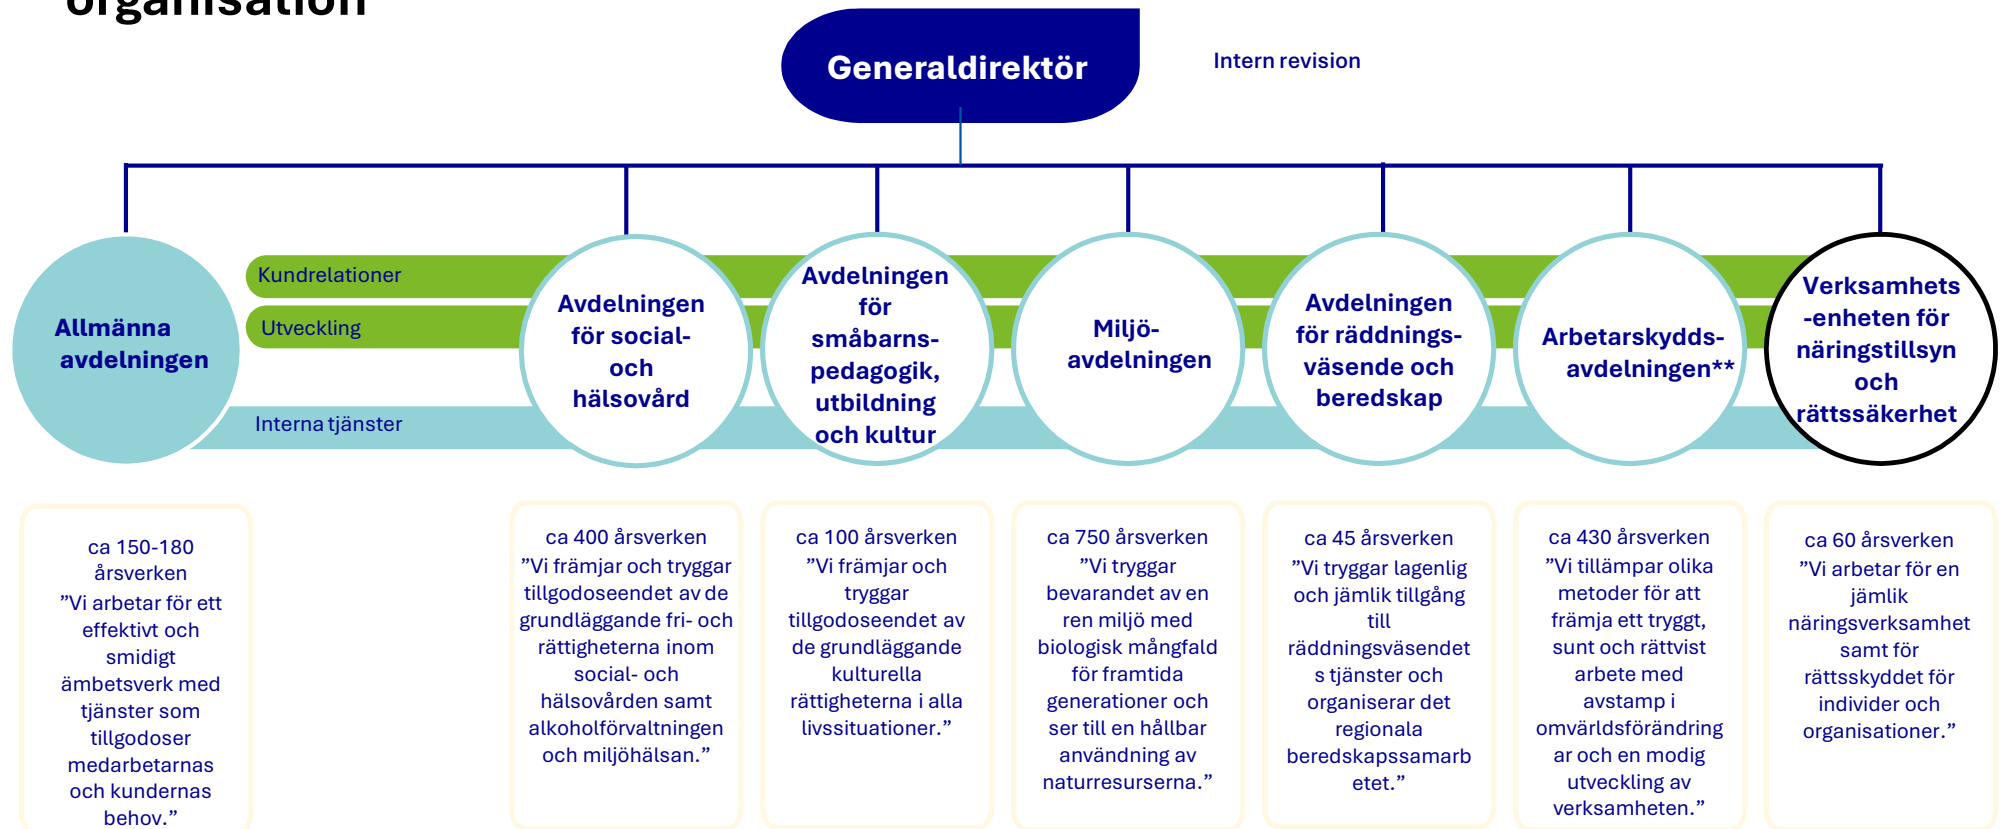 organisation
Generaldirektör
Intern revision
Kundrelationer
Utveckling
Interna tjänster
Allmänna
avdelningen
Avdelningen
för social-
och
hälsovård
Avdelningen
för
småbarns-
pedagogik,
utbildning
och kultur
Miljö-
avdelningen
Avdelningen
för räddnings-
väsende och
beredskap
Arbetarskydds-
avdelningen**
Verksamhets
-enheten för
näringstillsyn
och
rättssäkerhet
ca 150-180
årsverken
”Vi arbetar för ett
effektivt och
smidigt
ämbetsverk med
tjänster som
tillgodoser
medarbetarnas
och kundernas
behov.”
ca 400 årsverken
”Vi främjar och tryggar
tillgodoseendet av de
grundläggande fri- och
rättigheterna inom
social- och
hälsovården samt
alkoholförvaltningen
och miljöhälsan.”
ca 100 årsverken
”Vi främjar och
tryggar
tillgodoseendet av
de grundläggande
kulturella
rättigheterna i alla
livssituationer.”
ca 750 årsverken
”Vi tryggar
bevarandet av en
ren miljö med
biologisk mångfald
för framtida
generationer och
ser till en hållbar
användning av
naturresurserna.”
ca 45 årsverken
”Vi tryggar lagenlig
och jämlik tillgång
till
räddningsväsendet
s tjänster och
organiserar det
regionala
beredskapssamarb
etet.”
ca 430 årsverken
”Vi tillämpar olika
metoder för att
främja ett tryggt,
sunt och rättvist
arbete med
avstamp i
omvärldsförändring
ar och en modig
utveckling av
verksamheten.”
ca 60 årsverken
”Vi arbetar för en
jämlik
näringsverksamhet
samt för
rättsskyddet för
individer och
organisationer.”